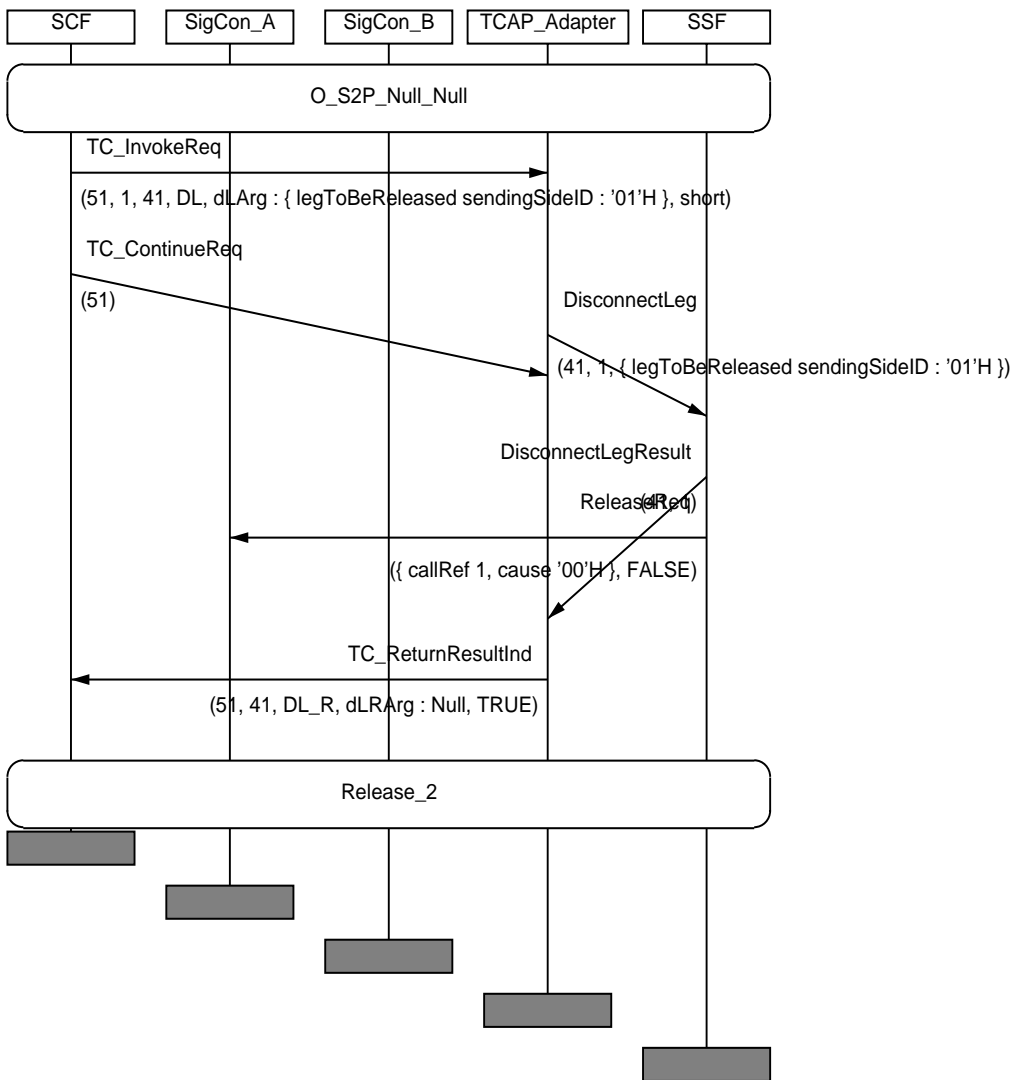 SCF SigCon_A SigCon_B TCAP_Adapter SSF
O_S2P_Null_Null
TC_InvokeReq
(51, 1, 41, DL, dLArg : { legToBeReleased sendingSideID : '01'H }, short)
TC_ContinueReq
(51)
DisconnectLeg
(41, 1, { legToBeReleased sendingSideID : '01'H })
DisconnectLegResult
ReleaseReq
({ callRef 1, cause '00'H }, FALSE)
TC_ReturnResultInd
(51, 41, DL_R, dLRArg : Null, TRUE)
Release_2